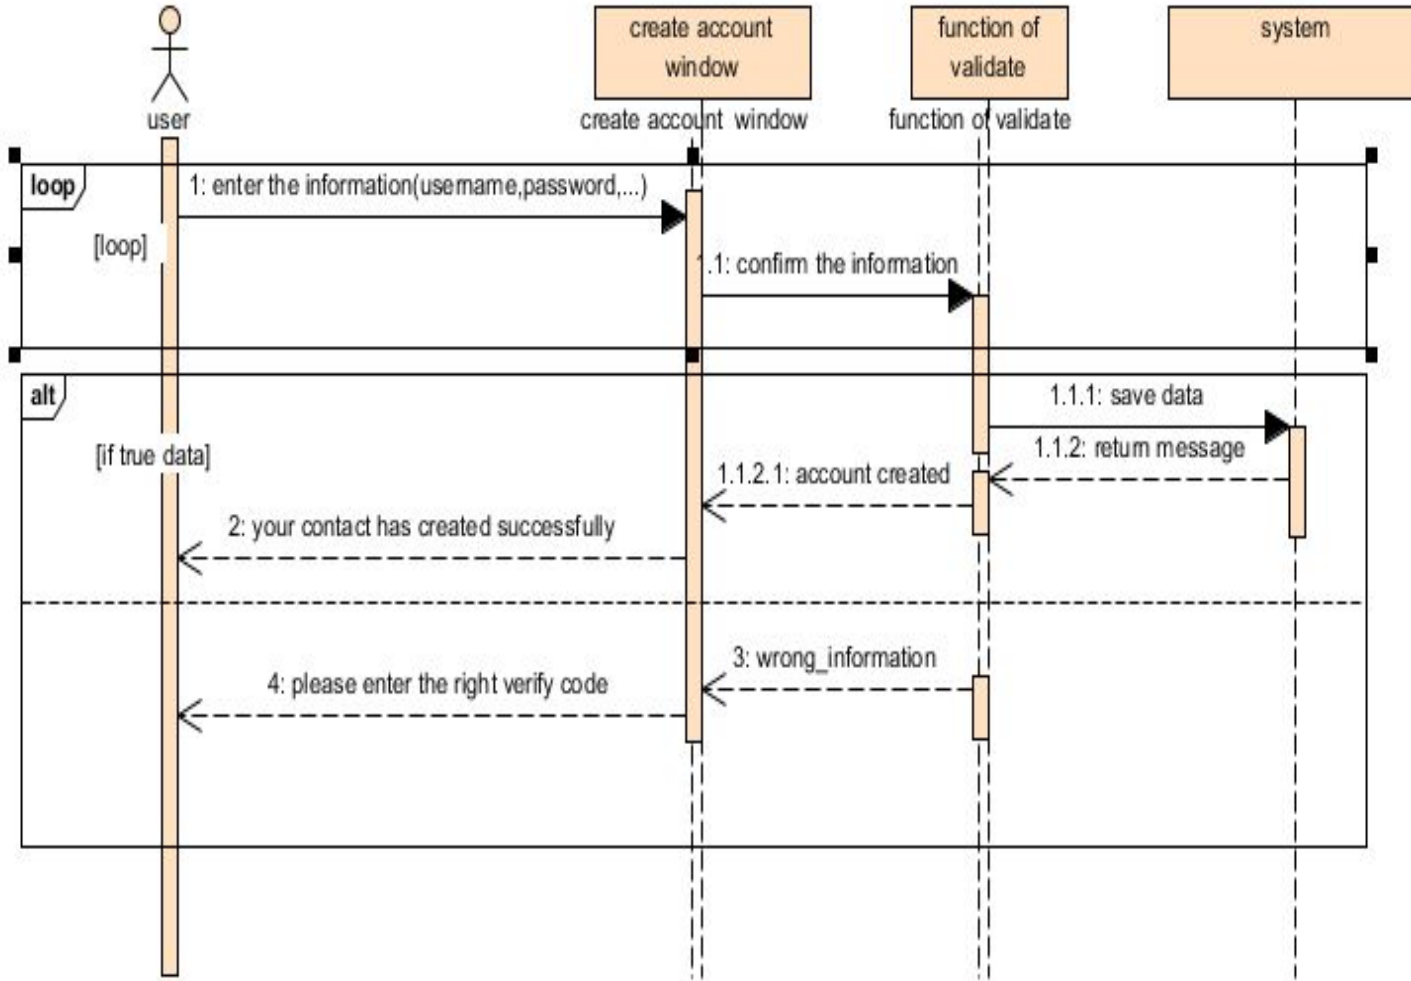 create account
window
function of
validate
system
user
create account window
function of validate
loop
1: enter the information(username,password,...)
[loop]
1.1: confirm the information
alt
1.1.1: save data
[if true data]
1.1.2: return message
1.1.2.1: account created
2: your contact has created successfully
3: wrong_information
4: please enter the right verify code